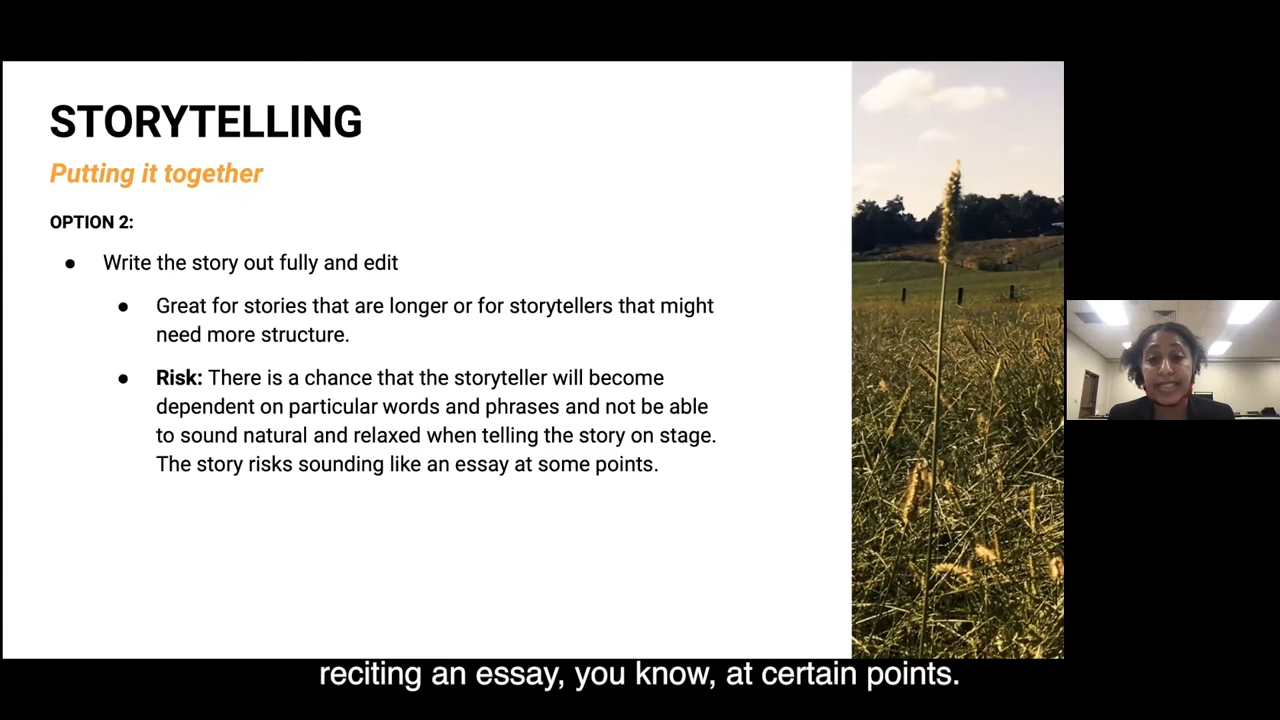 STORYTELLING
Putting it together
OPTION 2:
● Write the story out fully and edit
● Great for stories that are longer or for storytellers that might
need more structure.
● Risk: There is a chance that the storyteller will become
dependent on particular words and phrases and not be able
to sound natural and relaxed when telling the story on stage.
The story risks sounding like an essay at some points.
reciting an essay, you know, at certain points.